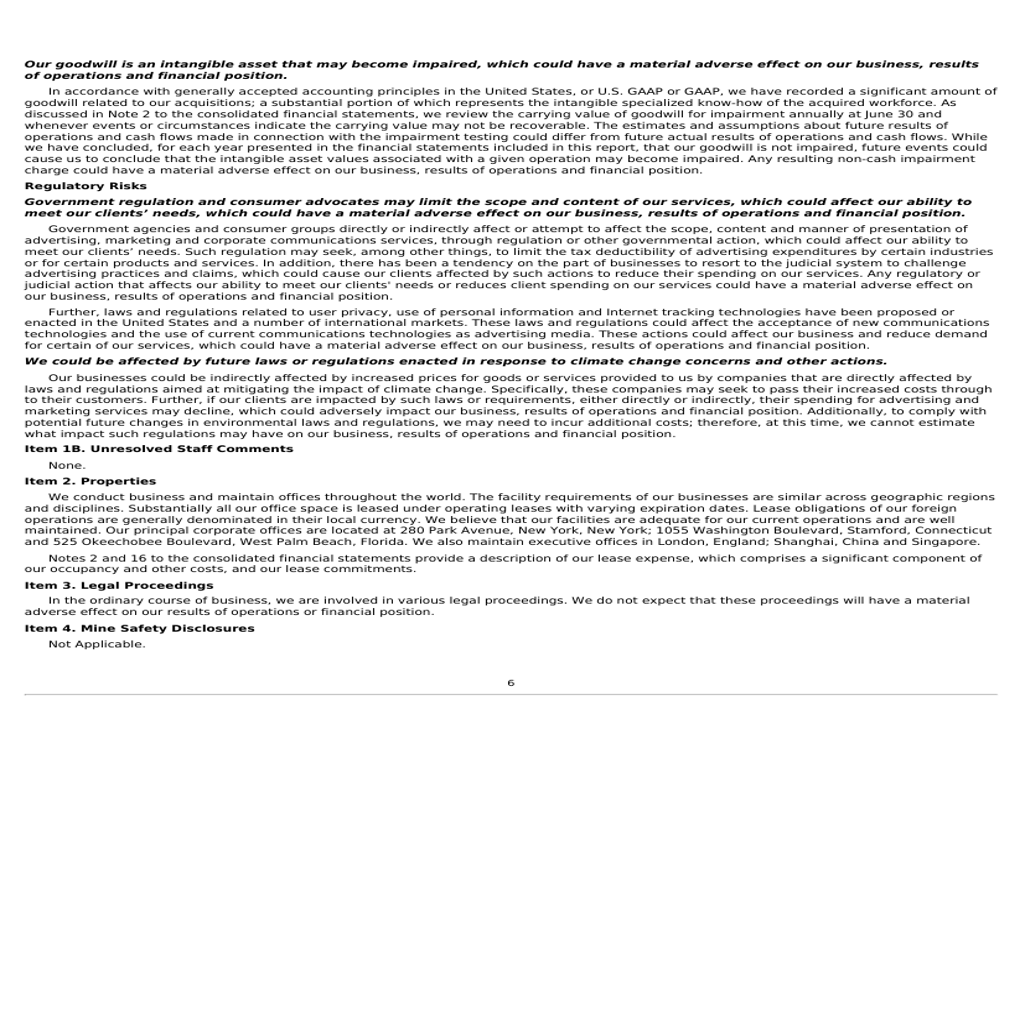 Our goodwill is an intangible asset that may become impaired, which could have a material adverse effect on our business, results
of operations and financial position.
In accordance with generally accepted accounting principles in the United States, or U.S. GAAP or GAAP, we have recorded a significant amount of
goodwill related to our acquisitions; a substantial portion of which represents the intangible specialized know-how of the acquired workforce. As
discussed in Note 2 to the consolidated financial statements, we review the carrying value of goodwill for impairment annually at June 30 and
whenever events or circumstances indicate the carrying value may not be recoverable. The estimates and assumptions about future results of
operations and cash flows made in connection with the impairment testing could differ from future actual results of operations and cash flows. While
we have concluded, for each year presented in the financial statements included in this report, that our goodwill is not impaired, future events could
cause us to conclude that the intangible asset values associated with a given operation may become impaired. Any resulting non-cash impairment
charge could have a material adverse effect on our business, results of operations and financial position.
Regulatory Risks
Government regulation and consumer advocates may limit the scope and content of our services, which could affect our ability to
meet our clients’ needs, which could have a material adverse effect on our business, results of operations and financial position.
Government agencies and consumer groups directly or indirectly affect or attempt to affect the scope, content and manner of presentation of
advertising, marketing and corporate communications services, through regulation or other governmental action, which could affect our ability to
meet our clients’ needs. Such regulation may seek, among other things, to limit the tax deductibility of advertising expenditures by certain industries
or for certain products and services. In addition, there has been a tendency on the part of businesses to resort to the judicial system to challenge
advertising practices and claims, which could cause our clients affected by such actions to reduce their spending on our services. Any regulatory or
judicial action that affects our ability to meet our clients' needs or reduces client spending on our services could have a material adverse effect on
our business, results of operations and financial position.
Further, laws and regulations related to user privacy, use of personal information and Internet tracking technologies have been proposed or
enacted in the United States and a number of international markets. These laws and regulations could affect the acceptance of new communications
technologies and the use of current communications technologies as advertising media. These actions could affect our business and reduce demand
for certain of our services, which could have a material adverse effect on our business, results of operations and financial position.
We could be affected by future laws or regulations enacted in response to climate change concerns and other actions.
Our businesses could be indirectly affected by increased prices for goods or services provided to us by companies that are directly affected by
laws and regulations aimed at mitigating the impact of climate change. Specifically, these companies may seek to pass their increased costs through
to their customers. Further, if our clients are impacted by such laws or requirements, either directly or indirectly, their spending for advertising and
marketing services may decline, which could adversely impact our business, results of operations and financial position. Additionally, to comply with
potential future changes in environmental laws and regulations, we may need to incur additional costs; therefore, at this time, we cannot estimate
what impact such regulations may have on our business, results of operations and financial position.
Item 1B. Unresolved Staff Comments
None.
Item 2. Properties
We conduct business and maintain offices throughout the world. The facility requirements of our businesses are similar across geographic regions
and disciplines. Substantially all our office space is leased under operating leases with varying expiration dates. Lease obligations of our foreign
operations are generally denominated in their local currency. We believe that our facilities are adequate for our current operations and are well
maintained. Our principal corporate offices are located at 280 Park Avenue, New York, New York; 1055 Washington Boulevard, Stamford, Connecticut
and 525 Okeechobee Boulevard, West Palm Beach, Florida. We also maintain executive offices in London, England; Shanghai, China and Singapore.
Notes 2 and 16 to the consolidated financial statements provide a description of our lease expense, which comprises a significant component of
our occupancy and other costs, and our lease commitments.
Item 3. Legal Proceedings
In the ordinary course of business, we are involved in various legal proceedings. We do not expect that these proceedings will have a material
adverse effect on our results of operations or financial position.
Item 4. Mine Safety Disclosures
Not Applicable.
6